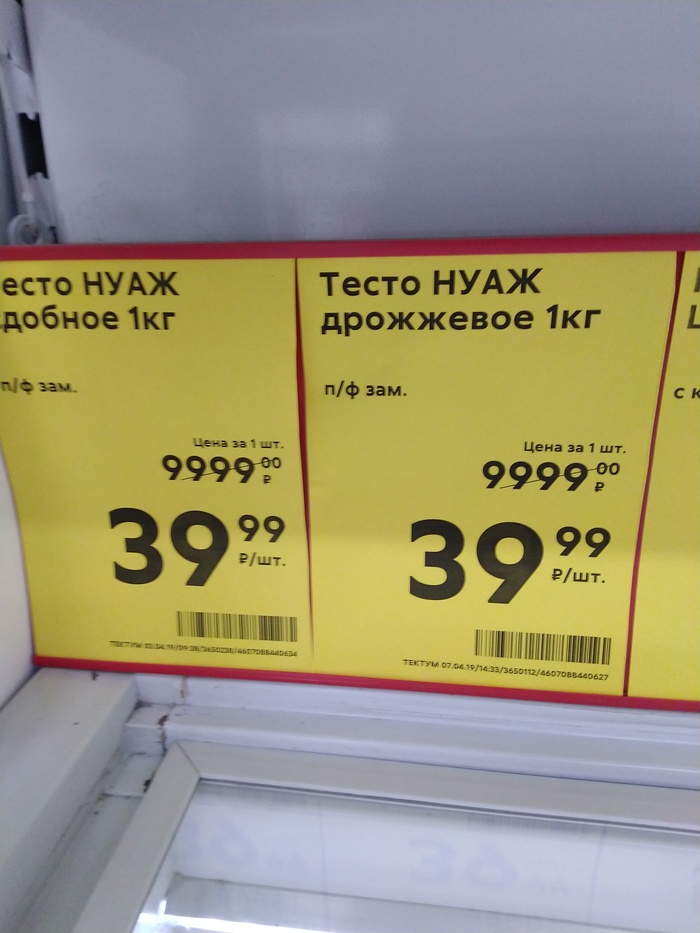 есто НУАЖ
добное 1кг
п/ф зам.
Цена за 1 шт.
9999 00
₽
39 99
₽/шт.
Тесто НУАЖ
дрожжевое 1кг
п/ф зам.
Цена за 1 шт.
9999 00
₽
39 99
₽/шт.
ТЕКТУМ 07.04.19/14:33/3650112/4607088440627
с к